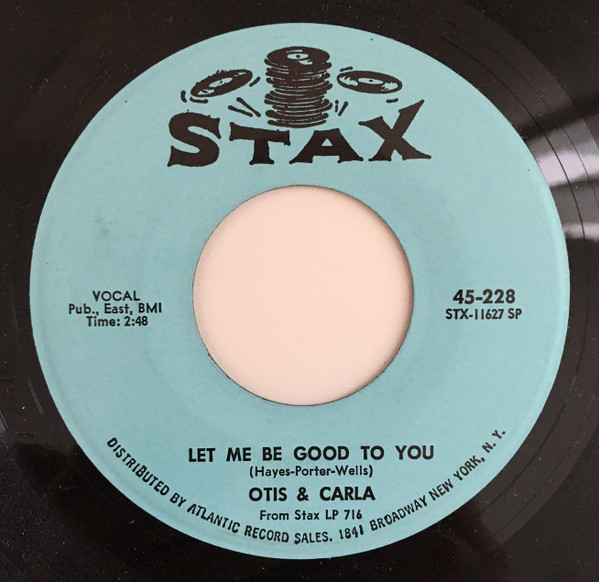 STAX
VOCAL
Pub., East, BMI
Time: 2:48
45-228
STX-11627 SP
LET ME BE GOOD TO YOU
(Hayes-Porter-Wells)
OTIS & CARLA
From Stax LP 716
DISTRIBUTED BY ATLANTIC RECORD SALES. 1841 BROADWAY NEW YORK, N. Y.